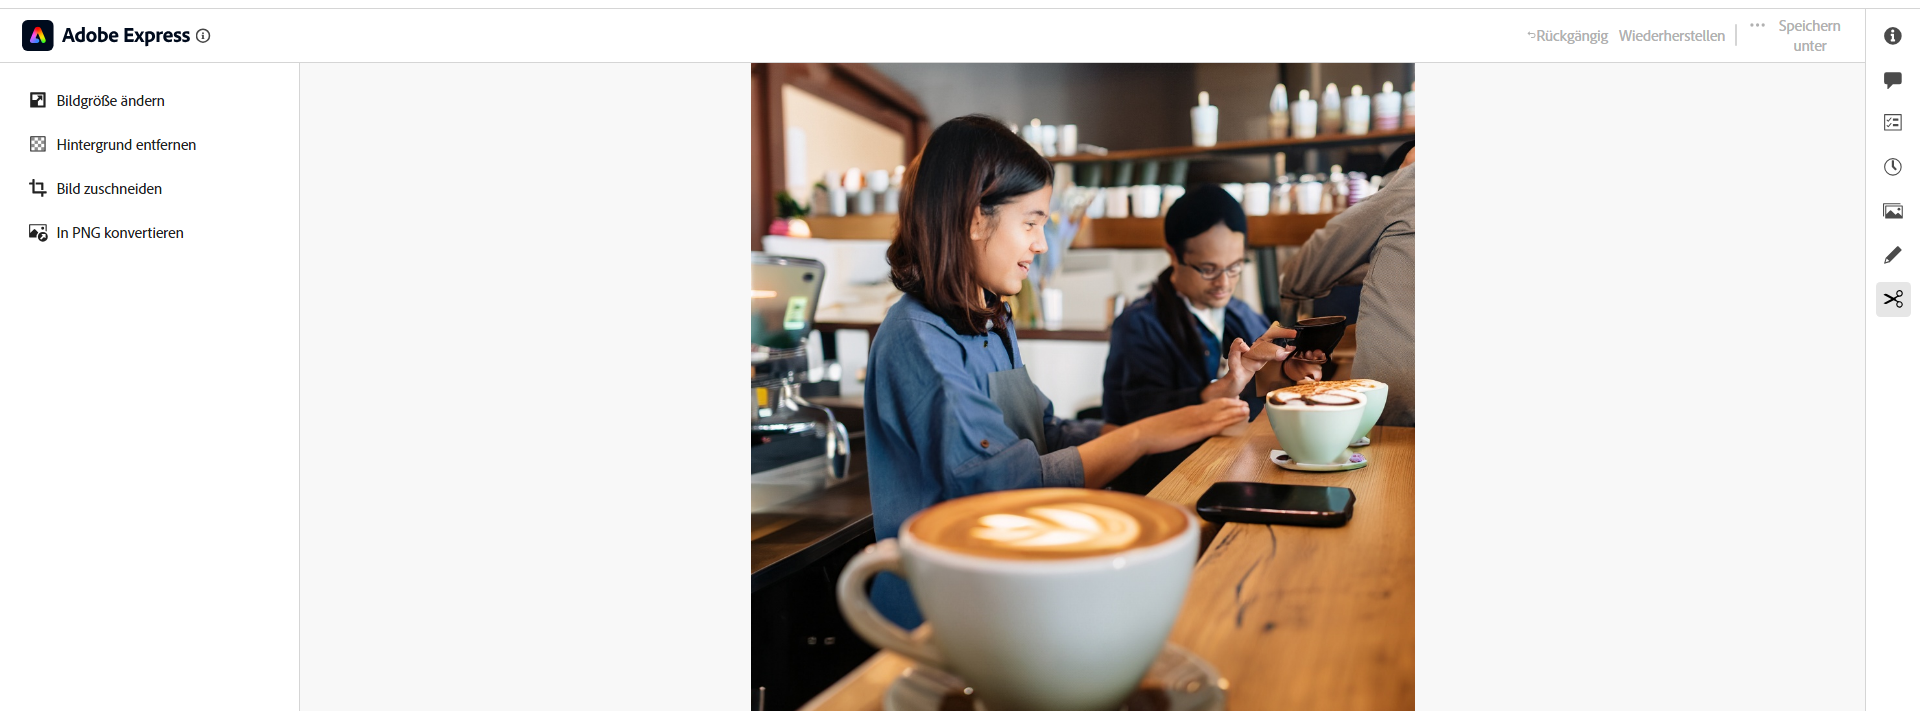 Adobe Express
Rückgängig Wiederherstellen
Speichern
unter
Bildgröße ändern
Hintergrund entfernen
Bild zuschneiden
In PNG konvertieren